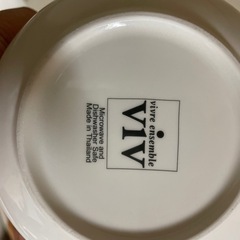 vivre ensemble
viv
Microwave and
Dishwasher Safe
Made in Thailand